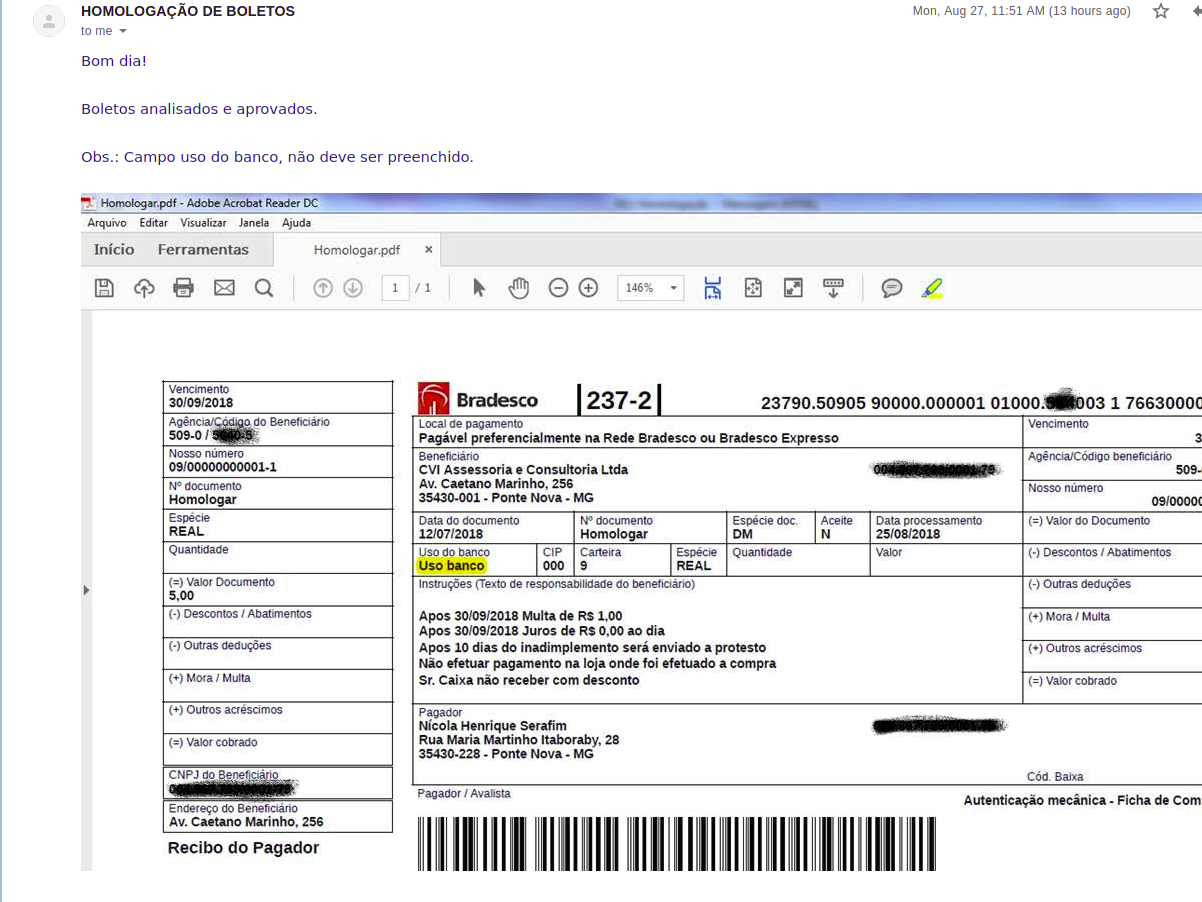 HOMOLOGAÇÃO DE BOLETOS
Mon, Aug 27, 11:51 AM (13 hours ago)
to me
Bom dia!
Boletos analisados e aprovados.
Obs.: Campo uso do banco, não deve ser preenchido.
Homologar.pdf - Adobe Acrobat Reader DC
Arquivo Editar Visualizar Janela Ajuda
Início Ferramentas Homologar.pdf ×
1 / 1 146%
Vencimento
30/09/2018
Agência/Código do Beneficiário
509-0 /
Nosso número
09/00000000001-1
Nº documento
Homologar
Espécie
REAL
Quantidade
(=) Valor Documento
5,00
(-) Descontos / Abatimentos
(-) Outras deduções
(+) Mora / Multa
(+) Outros acréscimos
(=) Valor cobrado
CNPJ do Beneficiário
Endereço do Beneficiário
Av. Caetano Marinho, 256
Recibo do Pagador
Bradesco 237-2 23790.50905 90000.000001 01000. 003 1 76630000
Local de pagamento
Pagável preferencialmente na Rede Bradesco ou Bradesco Expresso
Vencimento
3
Beneficiário
CVI Assessoria e Consultoria Ltda
Av. Caetano Marinho, 256
35430-001 - Ponte Nova - MG
Agência/Código beneficiário
509-
Nosso número
09/0000
Data do documento Nº documento Espécie doc. Aceite Data processamento (=) Valor do Documento
12/07/2018 Homologar DM N 25/08/2018
Uso do banco CIP Carteira Espécie Quantidade Valor (-) Descontos / Abatimentos
Uso banco 000 9 REAL
Instruções (Texto de responsabilidade do beneficiário)
(-) Outras deduções
Apos 30/09/2018 Multa de R$ 1,00
(+) Mora / Multa
Apos 30/09/2018 Juros de R$ 0,00 ao dia
Apos 10 dias do inadimplemento será enviado a protesto
(+) Outros acréscimos
Não efetuar pagamento na loja onde foi efetuado a compra
Sr. Caixa não receber com desconto
(=) Valor cobrado
Pagador
Nícola Henrique Serafim
Rua Maria Martinho Itaboraby, 28
35430-228 - Ponte Nova - MG
Cód. Baixa
Pagador / Avalista
Autenticação mecânica - Ficha de Com